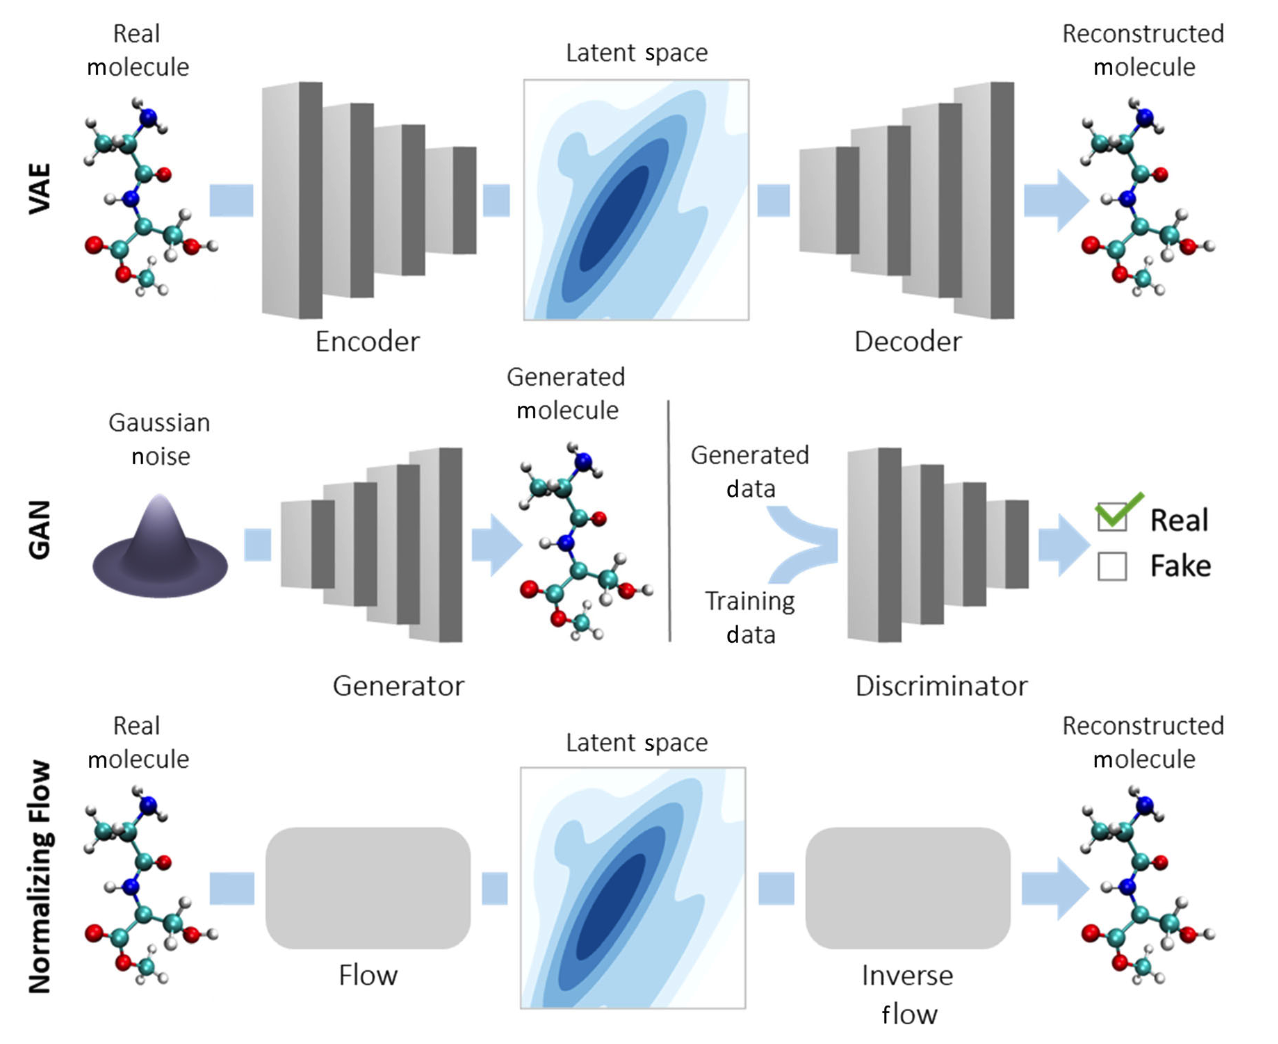 Real
molecule
Latent space
Reconstructed
molecule
VAE
Encoder
Decoder
Gaussian
noise
Generated
molecule
Generated
data
Training
data
Real
Fake
GAN
Generator
Discriminator
Real
molecule
Latent space
Reconstructed
molecule
Normalizing Flow
Flow
Inverse
flow